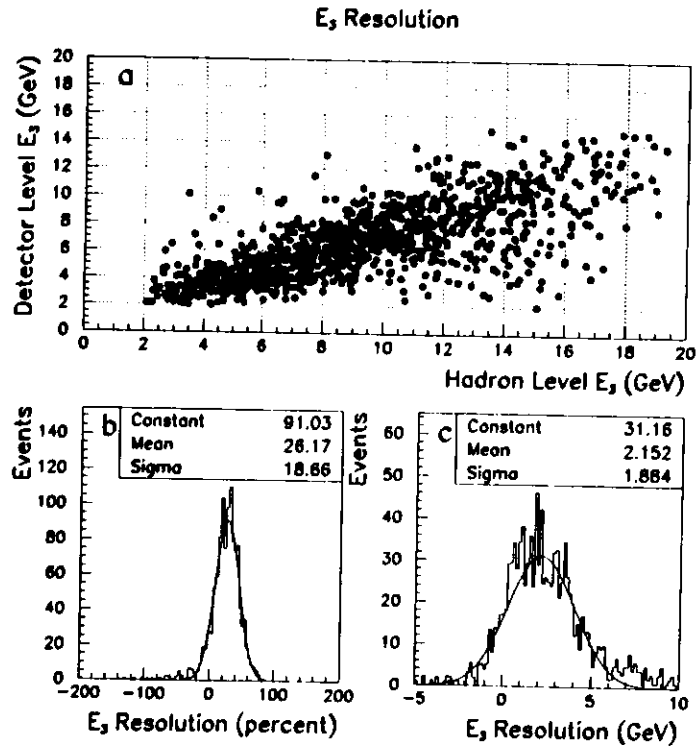 E₃ Resolution
Detector Level E₃ (GeV)
20
18
16
14
12
10
8
6
4
2
0
a
0 2 4 6 8 10 12 14 16 18 20
Hadron Level E₃ (GeV)
Events
140
120
100
80
60
40
20
0
b
Constant 91.03
Mean 26.17
Sigma 18.66
-200 -100 0 100 200
E₃ Resolution (percent)
Events
60
50
40
30
20
10
0
c
Constant 31.16
Mean 2.152
Sigma 1.884
-5 0 5 10
E₃ Resolution (GeV)